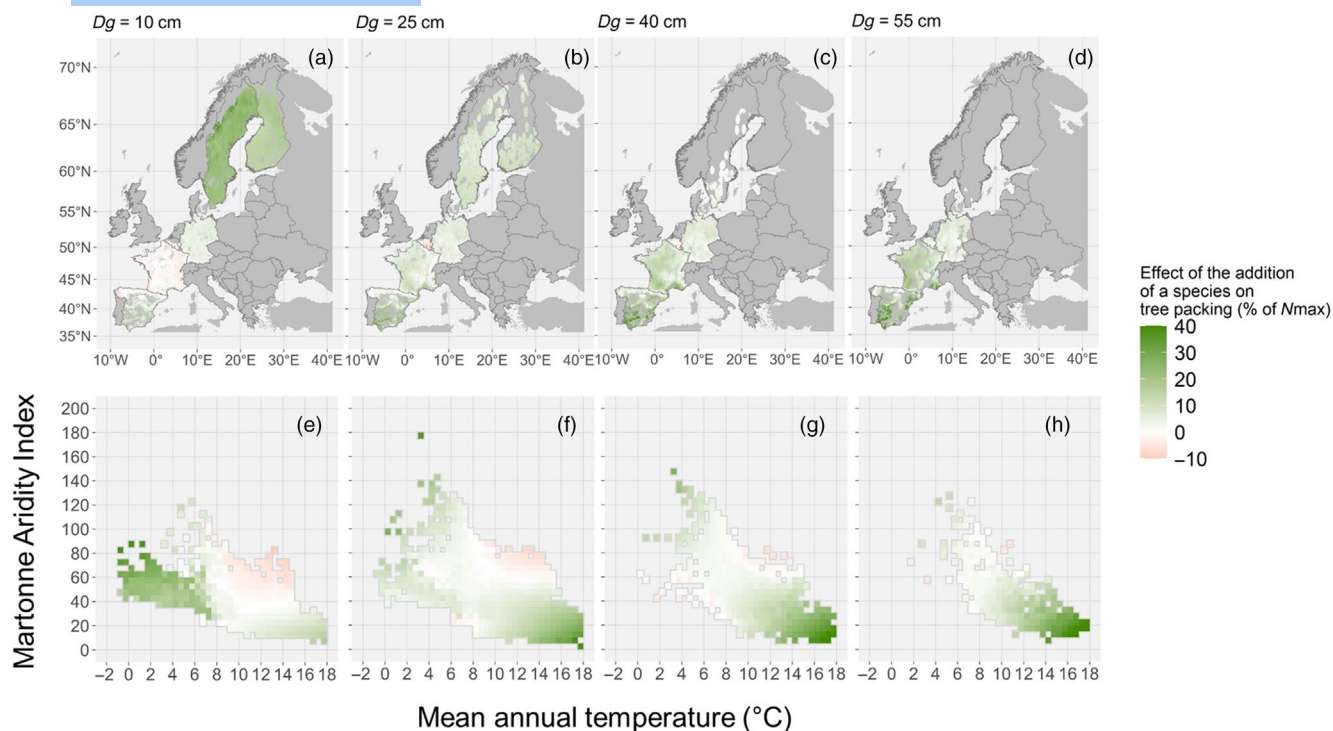 Dg = 10 cm Dg = 25 cm Dg = 40 cm Dg = 55 cm
(a) (b) (c) (d)
70°N
65°N
60°N
55°N
50°N
45°N
40°N
35°N
10°W 0° 10°E 20°E 30°E 40°E 10°W 0° 10°E 20°E 30°E 40°E 10°W 0° 10°E 20°E 30°E 40°E 10°W 0° 10°E 20°E 30°E 40°E
Effect of the addition
of a species on
tree packing (% of Nmax)
40
30
20
10
0
−10
Martonne Aridity Index
(e) (f) (g) (h)
200
180
160
140
120
100
80
60
40
20
0
−2 0 2 4 6 8 10 12 14 16 18 −2 0 2 4 6 8 10 12 14 16 18 −2 0 2 4 6 8 10 12 14 16 18 −2 0 2 4 6 8 10 12 14 16 18
Mean annual temperature (°C)